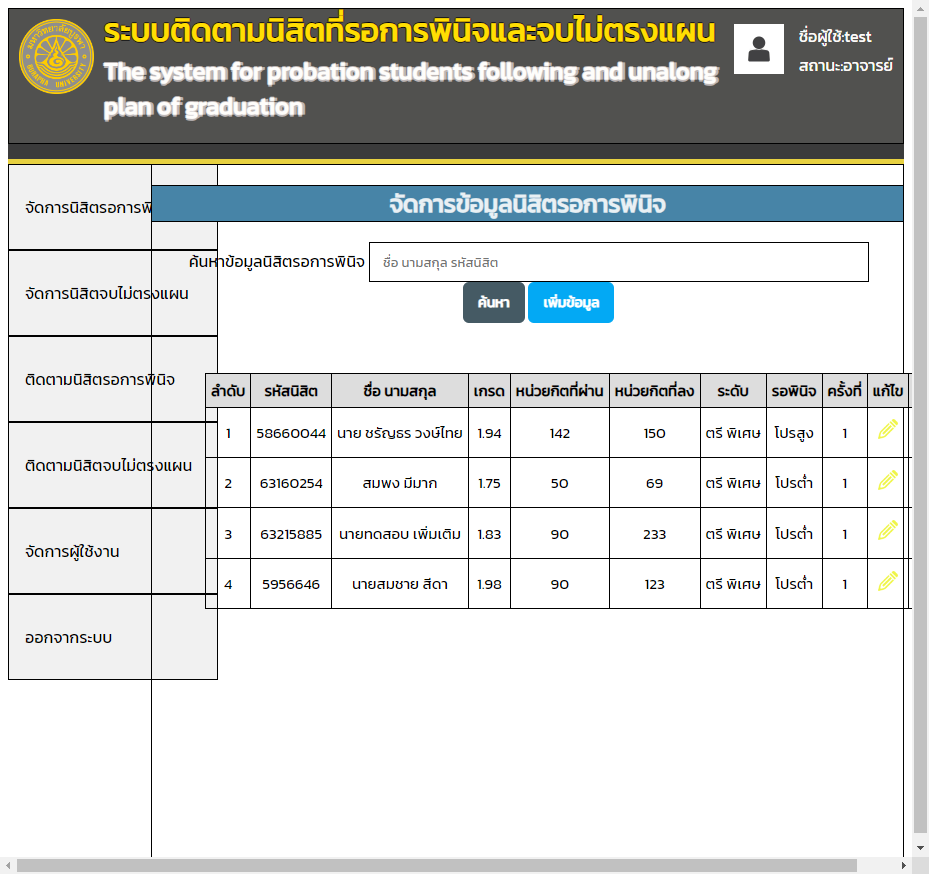 ระบบติดตามนิสิตที่รอการพินิจและจบไม่ตรงแผน
The system for probation students following and unalong
plan of graduation
ชื่อผู้ใช้:test
สถานะ:อาจารย์
BURAPHA UNIVERSITY
จัดการข้อมูลนิสิตรอการพินิจ
จัดการนิสิตรอการพิ
จัดการนิสิตจบไม่ตรงแผน
ติดตามนิสิตรอการพินิจ
ติดตามนิสิตจบไม่ตรงแผน
จัดการผู้ใช้งาน
ออกจากระบบ
ค้นหาข้อมูลนิสิตรอการพินิจ ชื่อ นามสกุล รหัสนิสิต
ค้นหา เพิ่มข้อมูล
ลำดับ รหัสนิสิต ชื่อ นามสกุล เกรด หน่วยกิตที่ผ่าน หน่วยกิตที่ลง ระดับ รอพินิจ ครั้งที่ แก้ไข
1 58660044 นาย ชรัญธร วงษ์ไทย 1.94 142 150 ตรี พิเศษ โปรสูง 1
2 63160254 สมพง มีมาก 1.75 50 69 ตรี พิเศษ โปรต่ำ 1
3 63215885 นายทดสอบ เพิ่มเติม 1.83 90 233 ตรี พิเศษ โปรต่ำ 1
4 5956646 นายสมชาย สีดา 1.98 90 123 ตรี พิเศษ โปรต่ำ 1